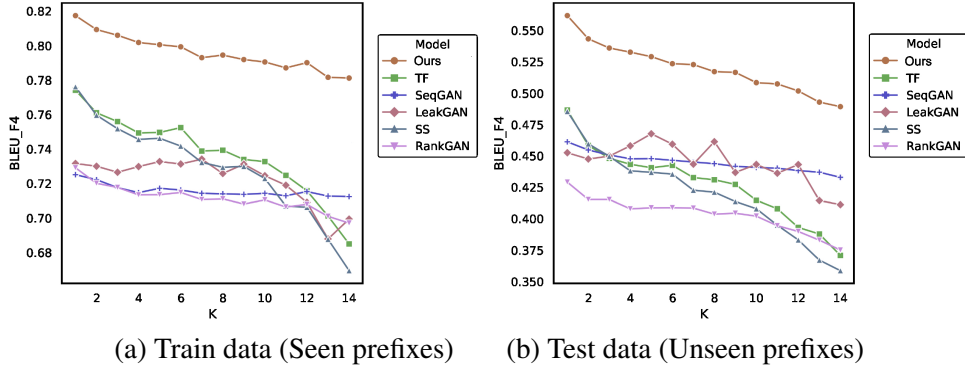 0.82
0.80
0.78
0.76
0.74
0.72
0.70
0.68
BLEU_F4
2 4 6 8 10 12 14
K
Model
Ours
TF
SeqGAN
LeakGAN
SS
RankGAN
(a) Train data (Seen prefixes)
0.550
0.525
0.500
0.475
0.450
0.425
0.400
0.375
0.350
BLEU_F4
2 4 6 8 10 12 14
K
Model
Ours
TF
SeqGAN
LeakGAN
SS
RankGAN
(b) Test data (Unseen prefixes)